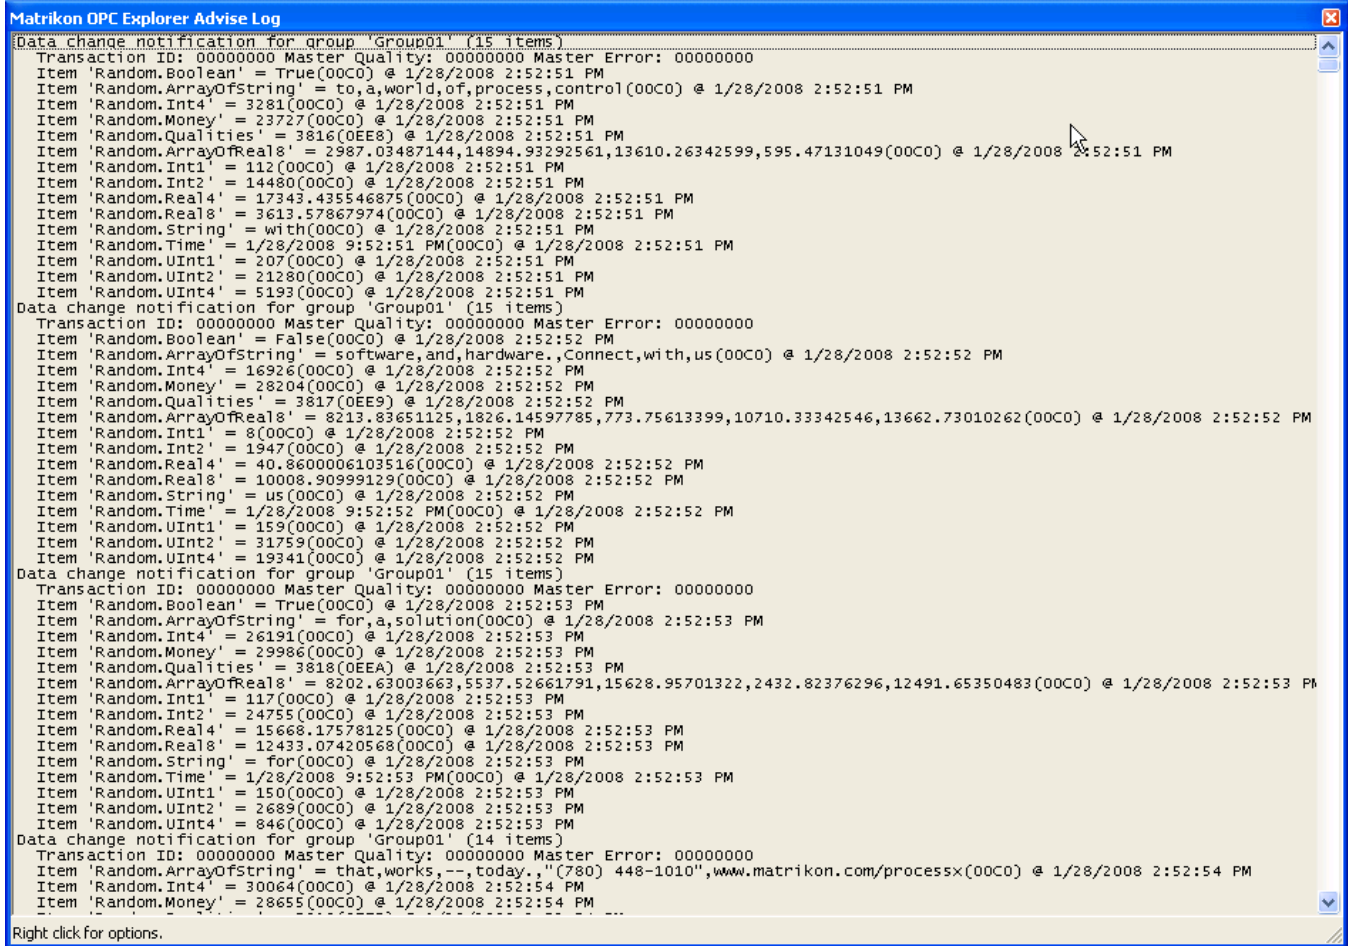 Matrikon OPC Explorer Advise Log
Data change notification for group 'Group01' (15 items)
Transaction ID: 00000000 Master Quality: 00000000 Master Error: 00000000
Item 'Random.Boolean' = True(00C0) @ 1/28/2008 2:52:51 PM
Item 'Random.ArrayOfString' = to,a,world,of,process,control(00C0) @ 1/28/2008 2:52:51 PM
Item 'Random.Int4' = 3281(00C0) @ 1/28/2008 2:52:51 PM
Item 'Random.Money' = 23727(00C0) @ 1/28/2008 2:52:51 PM
Item 'Random.Qualities' = 3816(0EE8) @ 1/28/2008 2:52:51 PM
Item 'Random.ArrayOfReal8' = 2987.03487144,14894.93292561,13610.26342599,595.47131049(00C0) @ 1/28/2008 2:52:51 PM
Item 'Random.Int1' = 112(00C0) @ 1/28/2008 2:52:51 PM
Item 'Random.Int2' = 14480(00C0) @ 1/28/2008 2:52:51 PM
Item 'Random.Real4' = 17343.435546875(00C0) @ 1/28/2008 2:52:51 PM
Item 'Random.Real8' = 3613.57867974(00C0) @ 1/28/2008 2:52:51 PM
Item 'Random.String' = with(00C0) @ 1/28/2008 2:52:51 PM
Item 'Random.Time' = 1/28/2008 9:52:51 PM(00C0) @ 1/28/2008 2:52:51 PM
Item 'Random.UInt1' = 207(00C0) @ 1/28/2008 2:52:51 PM
Item 'Random.UInt2' = 21280(00C0) @ 1/28/2008 2:52:51 PM
Item 'Random.UInt4' = 5193(00C0) @ 1/28/2008 2:52:51 PM
Data change notification for group 'Group01' (15 items)
Transaction ID: 00000000 Master Quality: 00000000 Master Error: 00000000
Item 'Random.Boolean' = False(00C0) @ 1/28/2008 2:52:52 PM
Item 'Random.ArrayOfString' = software,and,hardware.,Connect,with,us(00C0) @ 1/28/2008 2:52:52 PM
Item 'Random.Int4' = 16926(00C0) @ 1/28/2008 2:52:52 PM
Item 'Random.Money' = 28204(00C0) @ 1/28/2008 2:52:52 PM
Item 'Random.Qualities' = 3817(0EE9) @ 1/28/2008 2:52:52 PM
Item 'Random.ArrayOfReal8' = 8213.83651125,1826.14597785,773.75613399,10710.33342546,13662.73010262(00C0) @ 1/28/2008 2:52:52 PM
Item 'Random.Int1' = 8(00C0) @ 1/28/2008 2:52:52 PM
Item 'Random.Int2' = 1947(00C0) @ 1/28/2008 2:52:52 PM
Item 'Random.Real4' = 40.8600006103516(00C0) @ 1/28/2008 2:52:52 PM
Item 'Random.Real8' = 10008.90999129(00C0) @ 1/28/2008 2:52:52 PM
Item 'Random.String' = us(00C0) @ 1/28/2008 2:52:52 PM
Item 'Random.Time' = 1/28/2008 9:52:52 PM(00C0) @ 1/28/2008 2:52:52 PM
Item 'Random.UInt1' = 159(00C0) @ 1/28/2008 2:52:52 PM
Item 'Random.UInt2' = 31759(00C0) @ 1/28/2008 2:52:52 PM
Item 'Random.UInt4' = 19341(00C0) @ 1/28/2008 2:52:52 PM
Data change notification for group 'Group01' (15 items)
Transaction ID: 00000000 Master Quality: 00000000 Master Error: 00000000
Item 'Random.Boolean' = True(00C0) @ 1/28/2008 2:52:53 PM
Item 'Random.ArrayOfString' = for,a,solution(00C0) @ 1/28/2008 2:52:53 PM
Item 'Random.Int4' = 26191(00C0) @ 1/28/2008 2:52:53 PM
Item 'Random.Money' = 29986(00C0) @ 1/28/2008 2:52:53 PM
Item 'Random.Qualities' = 3818(0EEA) @ 1/28/2008 2:52:53 PM
Item 'Random.ArrayOfReal8' = 8202.63003663,5537.52661791,15628.95701322,2432.82376296,12491.65350483(00C0) @ 1/28/2008 2:52:53 PM
Item 'Random.Int1' = 117(00C0) @ 1/28/2008 2:52:53 PM
Item 'Random.Int2' = 24755(00C0) @ 1/28/2008 2:52:53 PM
Item 'Random.Real4' = 15668.17578125(00C0) @ 1/28/2008 2:52:53 PM
Item 'Random.Real8' = 12433.07420568(00C0) @ 1/28/2008 2:52:53 PM
Item 'Random.String' = for(00C0) @ 1/28/2008 2:52:53 PM
Item 'Random.Time' = 1/28/2008 9:52:53 PM(00C0) @ 1/28/2008 2:52:53 PM
Item 'Random.UInt1' = 150(00C0) @ 1/28/2008 2:52:53 PM
Item 'Random.UInt2' = 2689(00C0) @ 1/28/2008 2:52:53 PM
Item 'Random.UInt4' = 846(00C0) @ 1/28/2008 2:52:53 PM
Data change notification for group 'Group01' (14 items)
Transaction ID: 00000000 Master Quality: 00000000 Master Error: 00000000
Item 'Random.ArrayOfString' = that,works,--,today.,"(780) 448-1010",www.matrikon.com/processx(00C0) @ 1/28/2008 2:52:54 PM
Item 'Random.Int4' = 30064(00C0) @ 1/28/2008 2:52:54 PM
Item 'Random.Money' = 28655(00C0) @ 1/28/2008 2:52:54 PM
Right click for options.